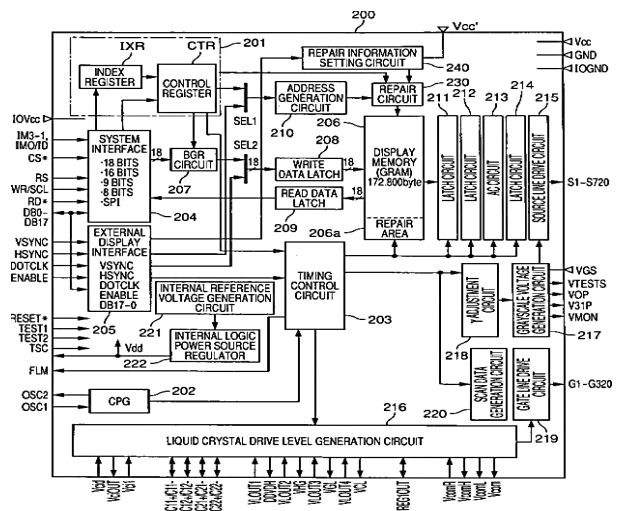 200
Vcc'
IXR
CTR
201
INDEX
REGISTER
CONTROL
REGISTER
REPAIR INFORMATION
SETTING CIRCUIT
240
Vcc
GND
IOGND
SEL1
ADDRESS
GENERATION
CIRCUIT
210
REPAIR
CIRCUIT
230
206
211
212
213
214
215
IOVcc
IM3-1,
IMO/ID
CS*
RS
WR/SCL
RD*
DB0-
DB17
SYSTEM
INTERFACE
-18 BITS
-16 BITS
-9 BITS
-8 BITS
-SPI
204
18
BGR
CIRCUIT
207
SEL2
18
208
WRITE
DATA LATCH
18
READ DATA
LATCH
209
18
DISPLAY
MEMORY
(GRAM)
172.800byte
206a
REPAIR
AREA
LATCH CIRCUIT
LATCH CIRCUIT
AC CIRCUIT
LATCH CIRCUIT
SOURCE LINE DRIVE CIRCUIT
S1-S720
VSYNC
HSYNC
DOTCLK
ENABLE
EXTERNAL
DISPLAY
INTERFACE
VSYNC
HSYNC
DOTCLK
ENABLE
DB17-0
205
INTERNAL REFERENCE
VOLTAGE GENERATION
CIRCUIT
221
TIMING
CONTROL
CIRCUIT
203
γ ADJUSTMENT
CIRCUIT
218
GRAYSCALE VOLTAGE
GENERATION CIRCUIT
217
VGS
VTESTS
VOP
V31P
VMON
RESET*
TEST1
TEST2
TSC
Vdd
INTERNAL LOGIC
POWER SOURCE
REGULATOR
222
FLM
SCAN DATA
GENERATION CIRCUIT
220
GATE LINE DRIVE
CIRCUIT
219
G1-G320
OSC2
OSC1
CPG
202
216
LIQUID CRYSTAL DRIVE LEVEL GENERATION CIRCUIT
Vcd
VciOUT
Vci1
C11+C11-
C12+C12-
C21+C21-
C22+C22-
VLOUT1
DDVDH
VLOUT2
VHG
VLOUT3
VGL
VLOUT4
VCL
REG1OUT
VcomR
VcomH
VcomL
Vcom